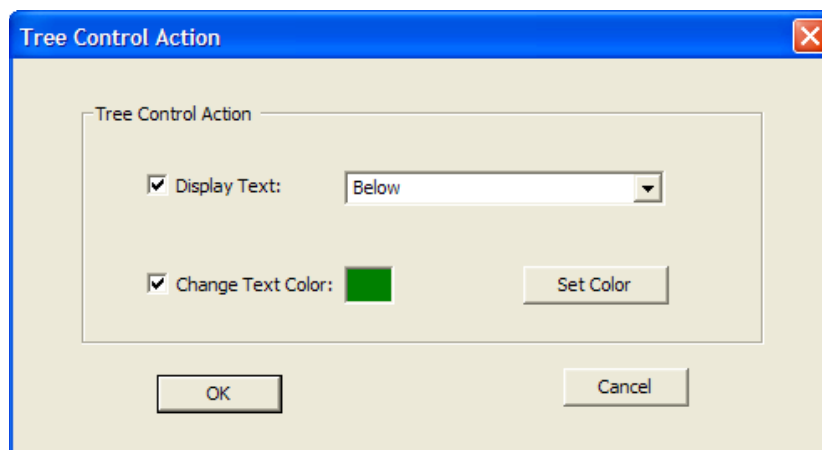 Tree Control Action
Tree Control Action
Display Text: Below
Change Text Color: Set Color
OK Cancel